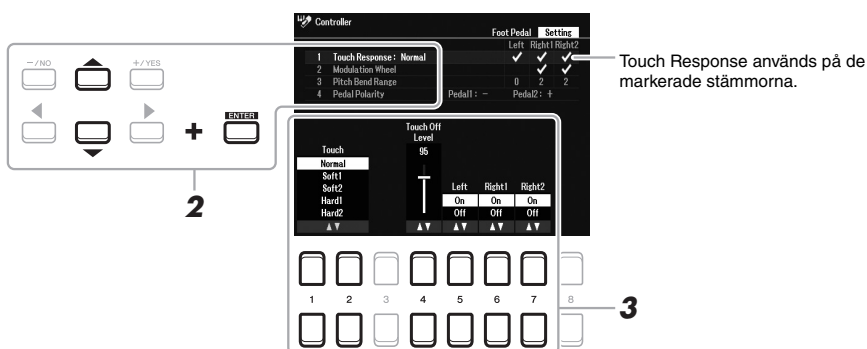 Controller
Foot Pedal Setting
Left Right1 Right2
1 Touch Response: Normal
2 Modulation Wheel
3 Pitch Bend Range 0 2 2
4 Pedal Polarity Pedal1: − Pedal2: +
Touch Response används på de
markerade stämmorna.
−/NO
+/YES
+
ENTER
2
Touch
Normal
Soft1
Soft2
Hard1
Hard2
Touch Off
Level
95
Left Right1 Right2
On On On
Off Off Off
1 2 3 4 5 6 7 8
3